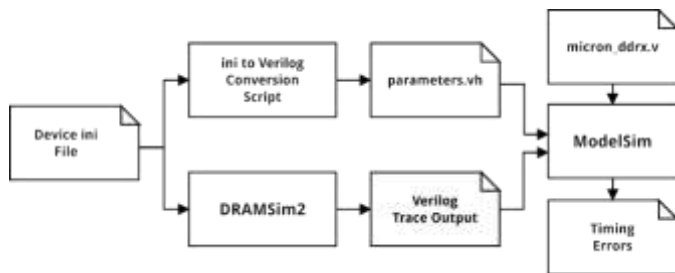 Device ini
File
ini to Verilog
Conversion
Script
parameters.vh
DRAMSim2
Verilog
Trace Output
micron_ddrx.v
ModelSim
Timing
Errors